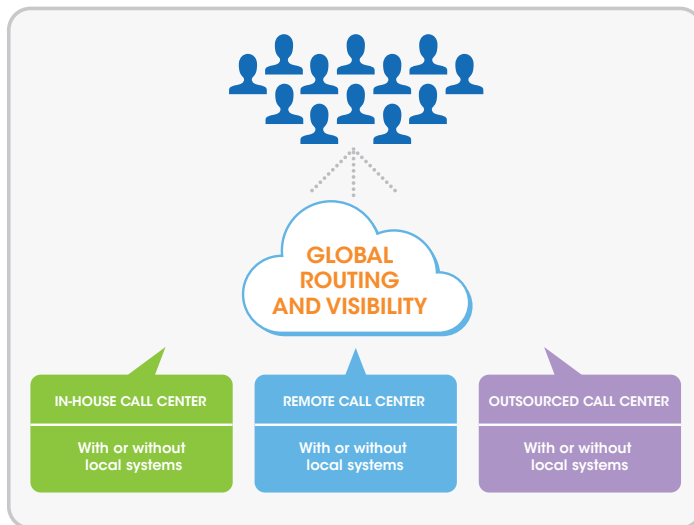 GLOBAL
ROUTING
AND VISIBILITY
IN-HOUSE CALL CENTER
With or without
local systems
REMOTE CALL CENTER
With or without
local systems
OUTSOURCED CALL CENTER
With or without
local systems